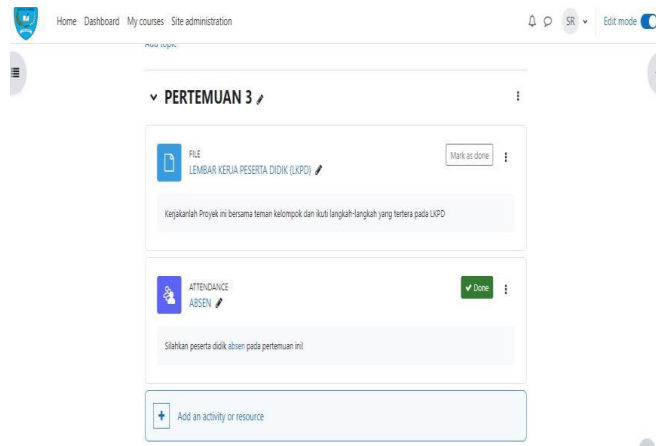 Home Dashboard My courses Site administration SR Edit mode
Add topic
PERTEMUAN 3
FILE
Mark as done
LEMBAR KERJA PESERTA DIDIK (LKPD)
Kerjakanlah Proyek ini bersama teman kelompok dan ikuti langkah-langkah yang tertera pada LKPD
ATTENDANCE
Done
ABSEN
Silahkan peserta didik absen pada pertemuan ini!
Add an activity or resource